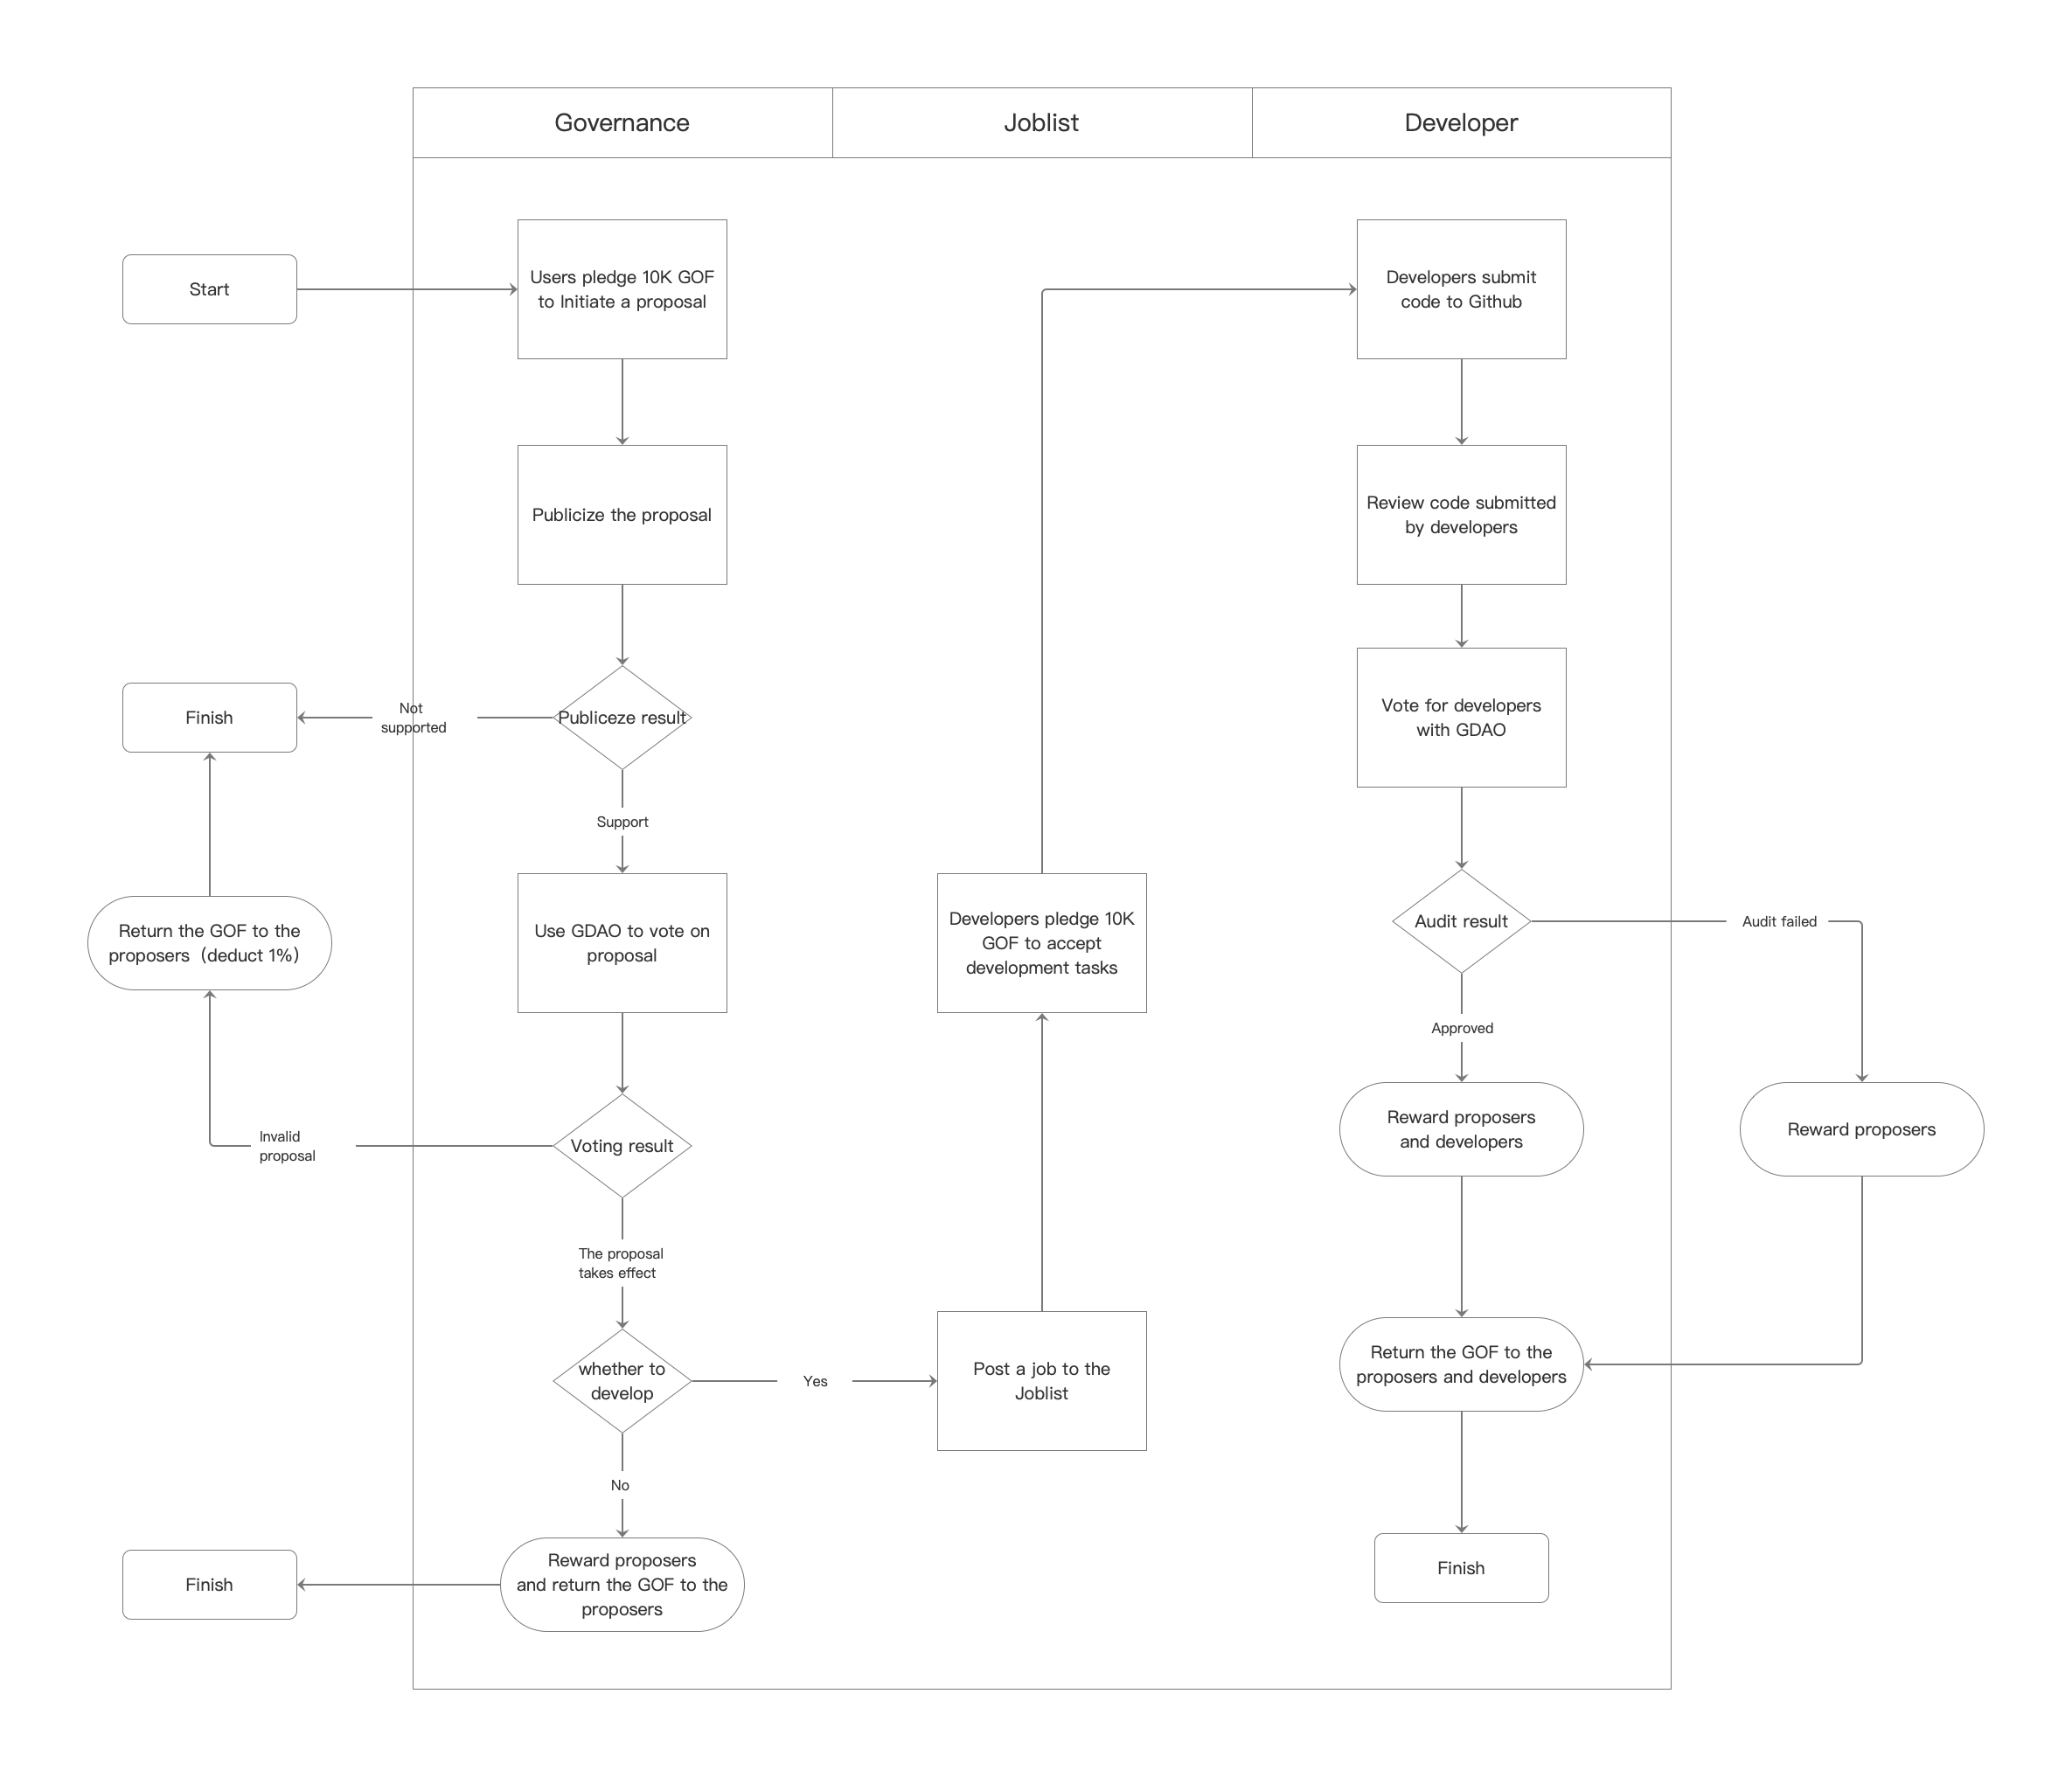 Governance
Joblist
Developer
Start
Users pledge 10K GOF
to Initiate a proposal
Developers submit
code to Github
Publicize the proposal
Review code submitted
by developers
Finish
Not
supported
Publiceze result
Vote for developers
with GDAO
Support
Return the GOF to the
proposers（deduct 1%）
Use GDAO to vote on
proposal
Developers pledge 10K
GOF to accept
development tasks
Audit result
Audit failed
Approved
Invalid
proposal
Voting result
Reward proposers
and developers
Reward proposers
The proposal
takes effect
whether to
develop
Yes
Post a job to the
Joblist
Return the GOF to the
proposers and developers
No
Finish
Reward proposers
and return the GOF to the
proposers
Finish